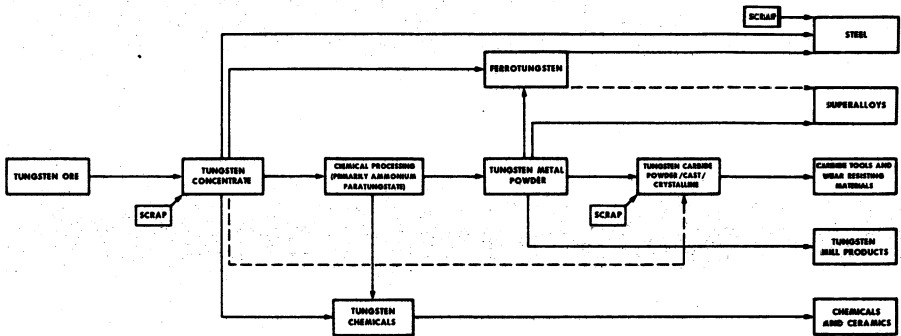 SCRAP
STEEL
FERROTUNGSTEN
SUPERALLOYS
TUNGSTEN ORE
TUNGSTEN
CONCENTRATE
CHEMICAL PROCESSING
(PRIMARILY AMMONIUM
PARATUNGSTATE)
TUNGSTEN METAL
POWDER
TUNGSTEN CARBIDE
POWDER/CAST/
CRYSTALLINE
CARBIDE TOOLS AND
WEAR RESISTING
MATERIALS
SCRAP
SCRAP
TUNGSTEN
MILL PRODUCTS
TUNGSTEN
CHEMICALS
CHEMICALS
AND CERAMICS